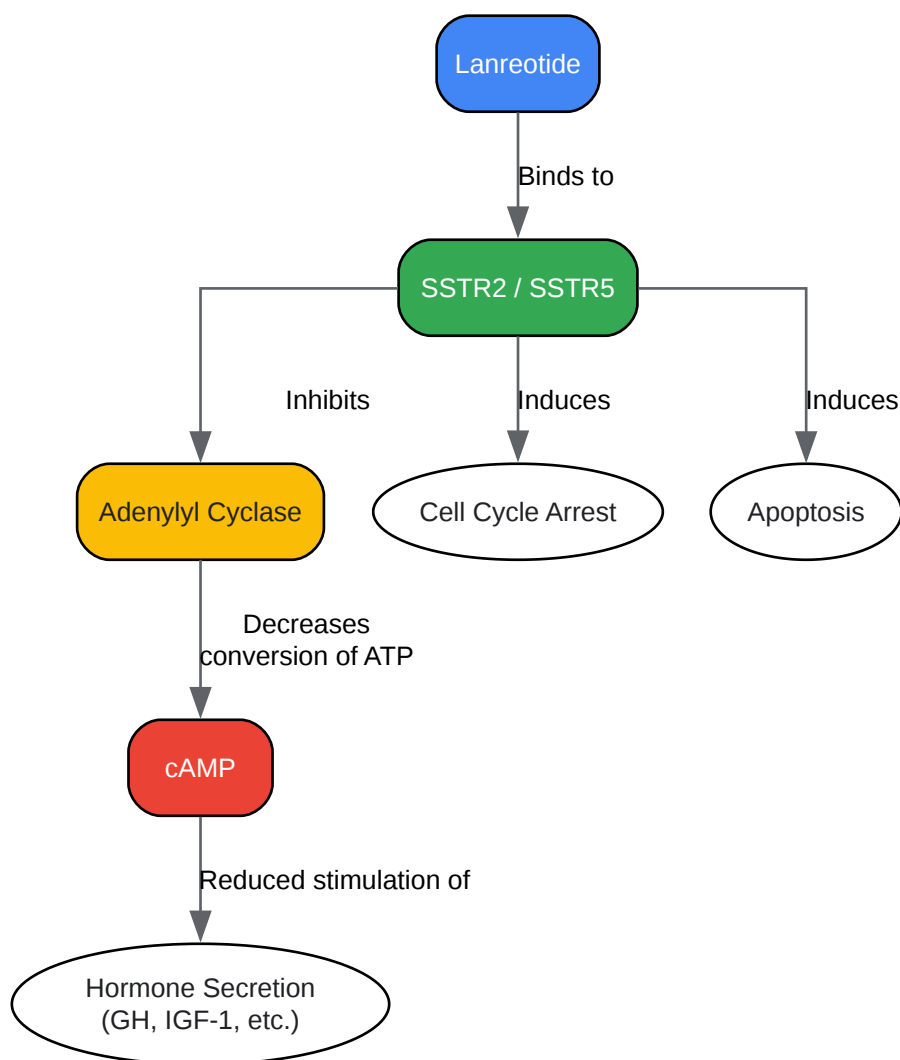 Lanreotide
Binds to
SSTR2 / SSTR5
Inhibits
Induces
Induces
Adenylyl Cyclase
Cell Cycle Arrest
Apoptosis
Decreases
conversion of ATP
cAMP
Reduced stimulation of
Hormone Secretion
(GH, IGF-1, etc.)